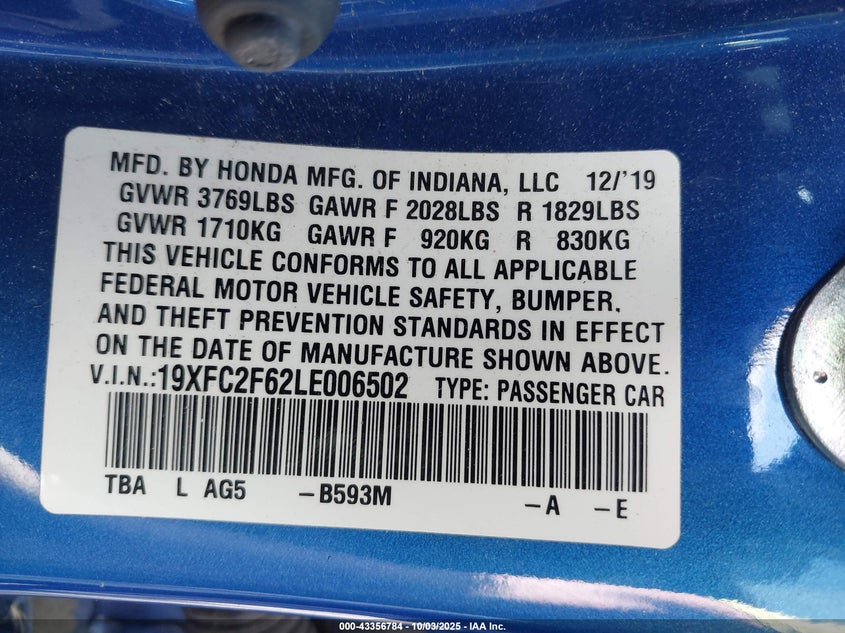 MFD. BY HONDA MFG. OF INDIANA, LLC 12/'19
GVWR 3769LBS GAWR F 2028LBS R 1829LBS
GVWR 1710KG GAWR F 920KG R 830KG
THIS VEHICLE CONFORMS TO ALL APPLICABLE
FEDERAL MOTOR VEHICLE SAFETY, BUMPER,
AND THEFT PREVENTION STANDARDS IN EFFECT
ON THE DATE OF MANUFACTURE SHOWN ABOVE.
V.I.N.:19XFC2F62LE006502 TYPE: PASSENGER CAR
TBA L AG5 -B593M -A -E
000-43356784 - 10/03/2025 - IAA Inc.